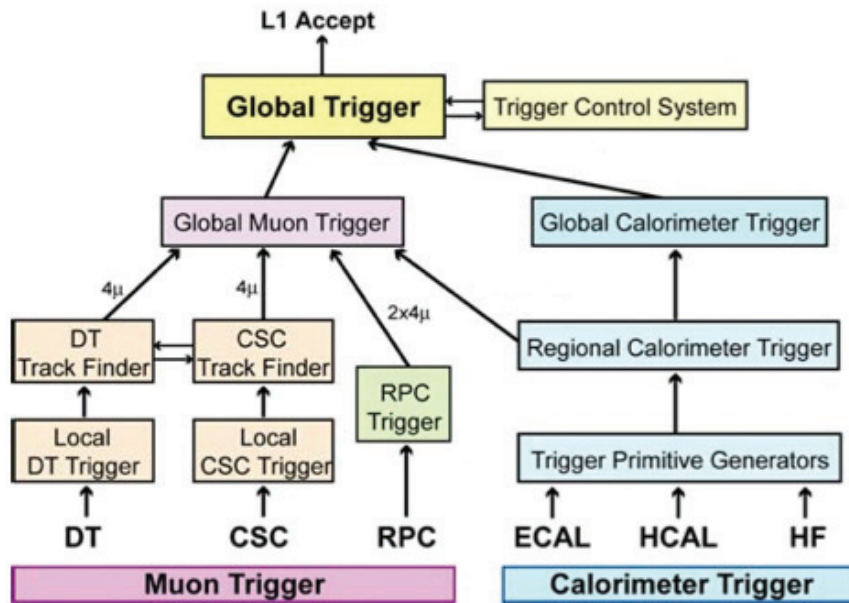 L1 Accept
Global Trigger
Trigger Control System
Global Muon Trigger
Global Calorimeter Trigger
4μ
4μ
2x4μ
DT
Track Finder
CSC
Track Finder
Regional Calorimeter Trigger
RPC
Trigger
Local
DT Trigger
Local
CSC Trigger
Trigger Primitive Generators
DT
CSC
RPC
ECAL
HCAL
HF
Muon Trigger
Calorimeter Trigger